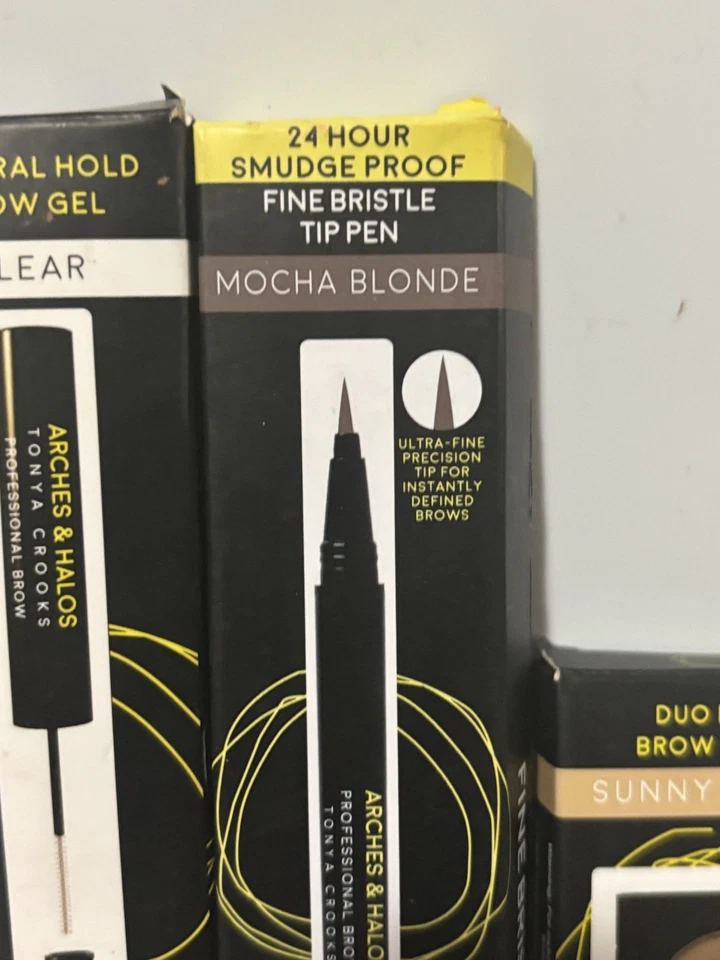 RAL HOLD
OW GEL
LEAR
ARCHES & HALOS
TONYA CROOKS
PROFESSIONAL BROW
24 HOUR
SMUDGE PROOF
FINE BRISTLE
TIP PEN
MOCHA BLONDE
ULTRA-FINE
PRECISION
TIP FOR
INSTANTLY
DEFINED
BROWS
ARCHES & HALO
PROFESSIONAL BRO
TONYA CROOKS
FINE BRI
DUO
BROW
SUNNY